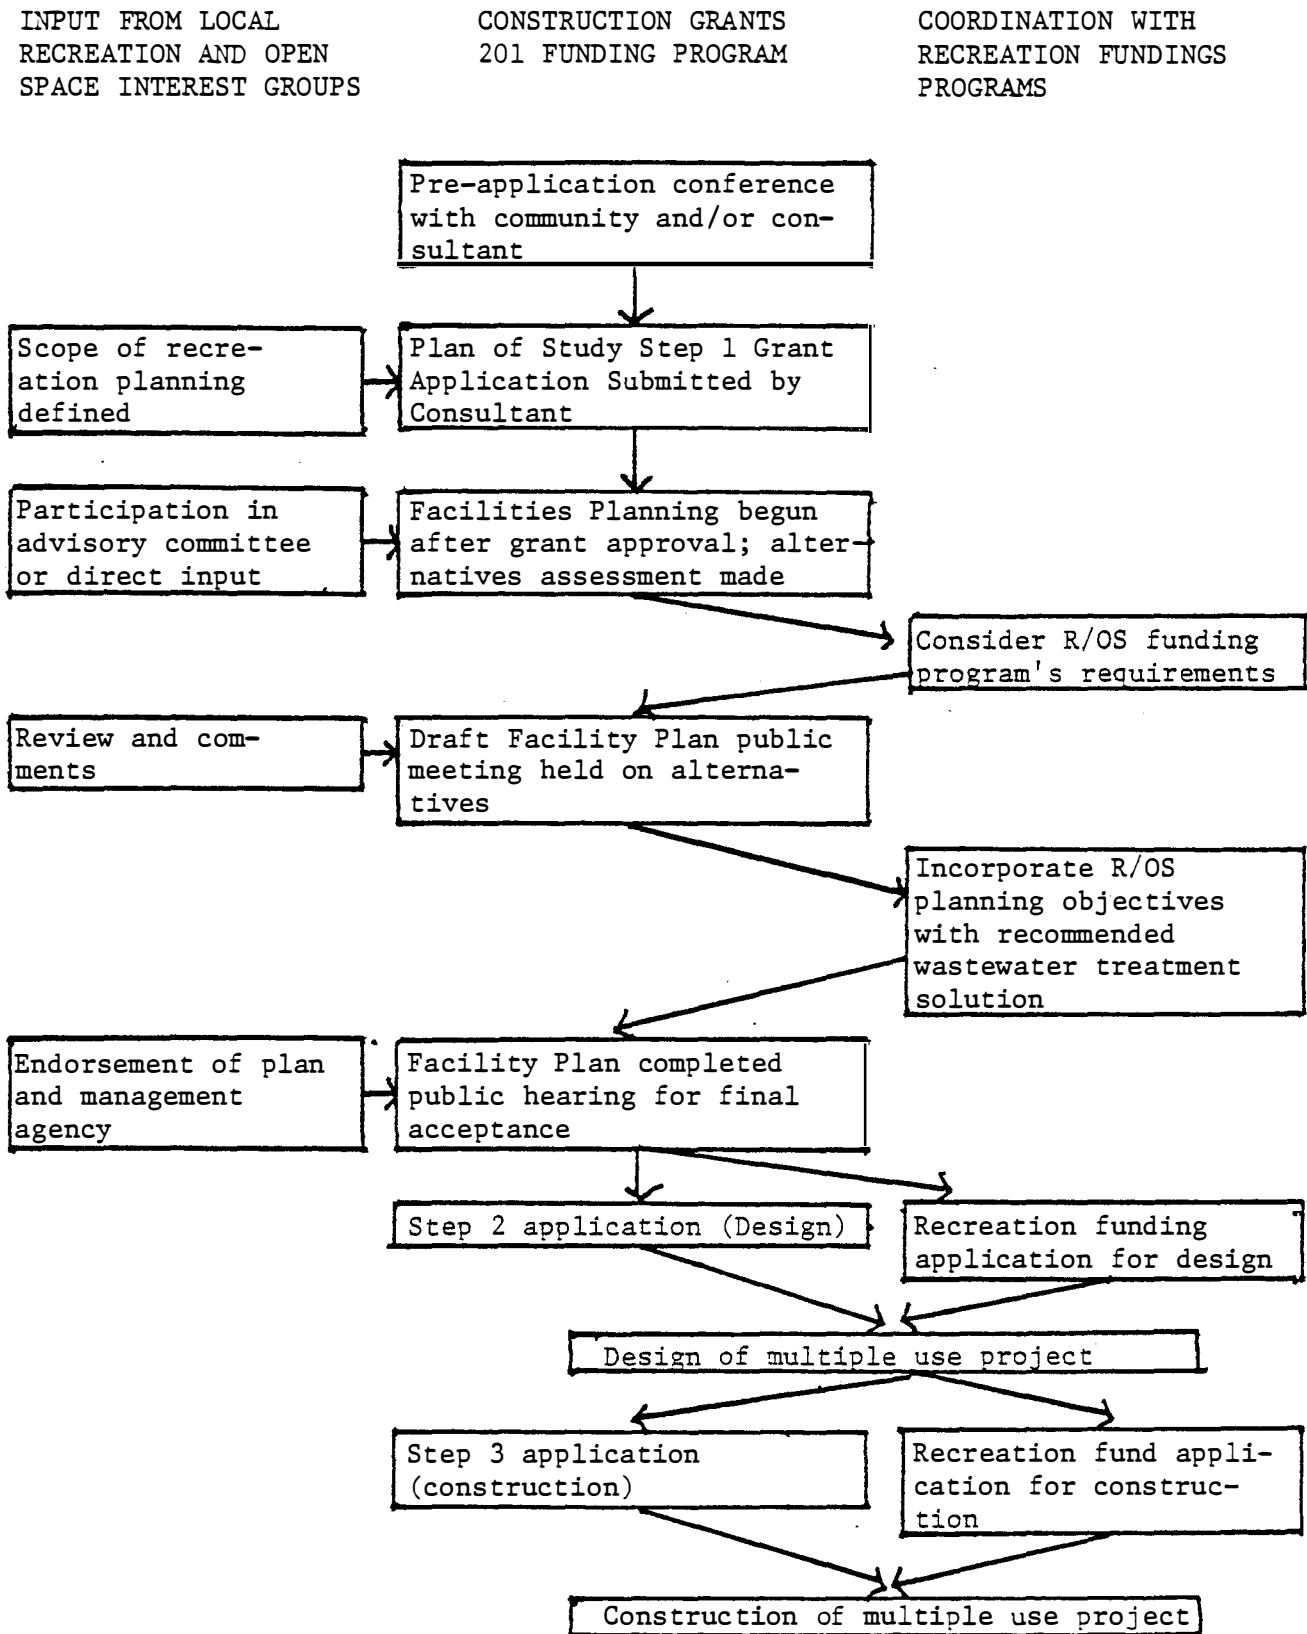 INPUT FROM LOCAL
RECREATION AND OPEN
SPACE INTEREST GROUPS
CONSTRUCTION GRANTS
201 FUNDING PROGRAM
COORDINATION WITH
RECREATION FUNDINGS
PROGRAMS
Pre-application conference
with community and/or con-
sultant
Scope of recre-
ation planning
defined
Plan of Study Step 1 Grant
Application Submitted by
Consultant
Participation in
advisory committee
or direct input
Facilities Planning begun
after grant approval; alter-
natives assessment made
Consider R/OS funding
program's requirements
Review and com-
ments
Draft Facility Plan public
meeting held on alterna-
tives
Incorporate R/OS
planning objectives
with recommended
wastewater treatment
solution
Endorsement of plan
and management
agency
Facility Plan completed
public hearing for final
acceptance
Step 2 application (Design)
Recreation funding
application for design
Design of multiple use project
Step 3 application
(construction)
Recreation fund appli-
cation for construc-
tion
Construction of multiple use project